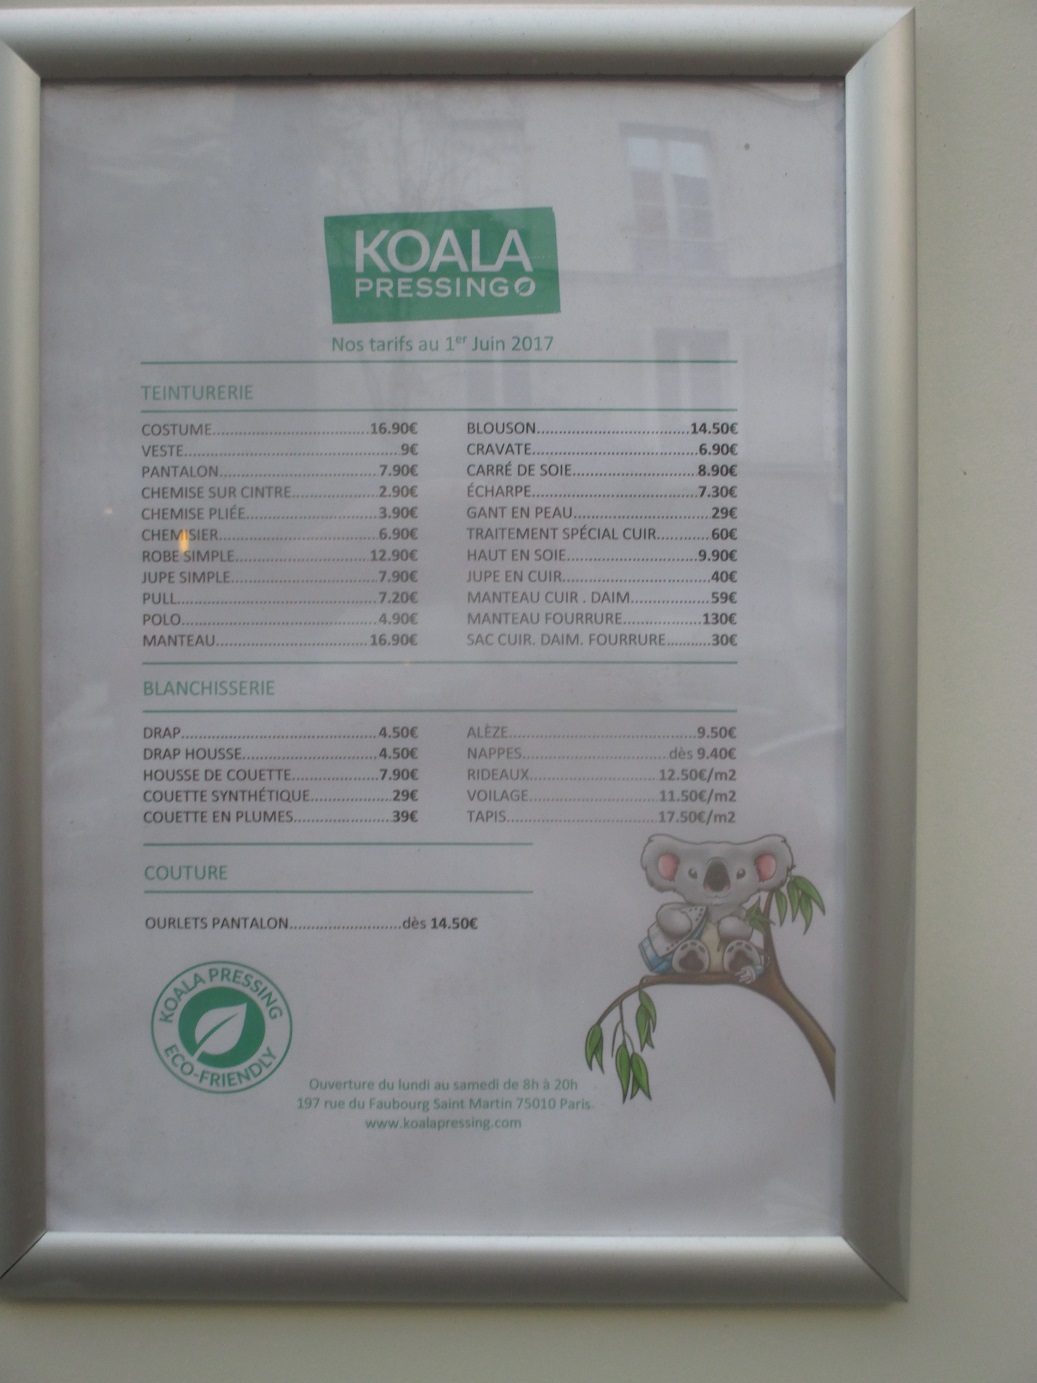 KOALA
PRESSING
Nos tarifs au 1er Juin 2017
TEINTURERIE
COSTUME....................................16.90€
VESTE..................................................9€
PANTALON....................................7.90€
CHEMISE SUR CINTRE....................2.90€
CHEMISE PLIÉE..............................3.90€
CHEMISIER.....................................6.90€
ROBE SIMPLE...............................12.90€
JUPE SIMPLE..................................7.90€
PULL..............................................7.20€
POLO.............................................4.90€
MANTEAU...................................16.90€
BLOUSON...................................14.50€
CRAVATE......................................6.90€
CARRÉ DE SOIE.............................8.90€
ÉCHARPE......................................7.30€
GANT EN PEAU................................29€
TRAITEMENT SPÉCIAL CUIR............60€
HAUT EN SOIE..............................9.90€
JUPE EN CUIR..................................40€
MANTEAU CUIR . DAIM...................59€
MANTEAU FOURRURE..................130€
SAC CUIR. DAIM. FOURRURE..........30€
BLANCHISSERIE
DRAP.............................................4.50€
DRAP HOUSSE...............................4.50€
HOUSSE DE COUETTE....................7.90€
COUETTE SYNTHÉTIQUE...................29€
COUETTE EN PLUMES.......................39€
ALÈZE...........................................9.50€
NAPPES.................................dès 9.40€
RIDEAUX.............................12.50€/m2
VOILAGE..............................11.50€/m2
TAPIS...................................17.50€/m2
COUTURE
OURLETS PANTALON.........................dès 14.50€
KOALA PRESSING
ECO-FRIENDLY
Ouverture du lundi au samedi de 8h à 20h
197 rue du Faubourg Saint Martin 75010 Paris
www.koalapressing.com